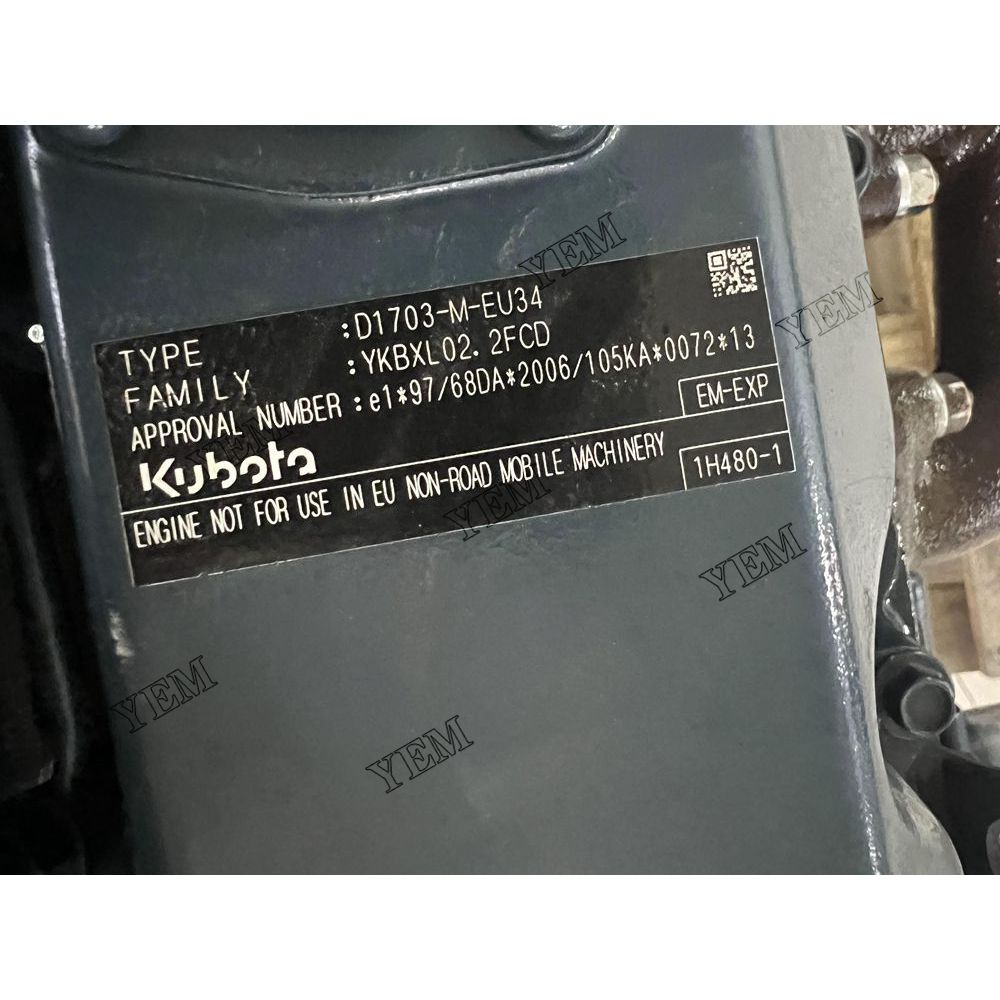 TYPE :D1703-M-EU34
FAMILY :YKBXL02.2FCD
APPROVAL NUMBER :e1*97/68DA*2006/105KA*0072*13
Kubota EM-EXP
ENGINE NOT FOR USE IN EU NON-ROAD MOBILE MACHINERY 1H480-1
YEM
YEM
YEM
YEM
YEM
YEM
YEM